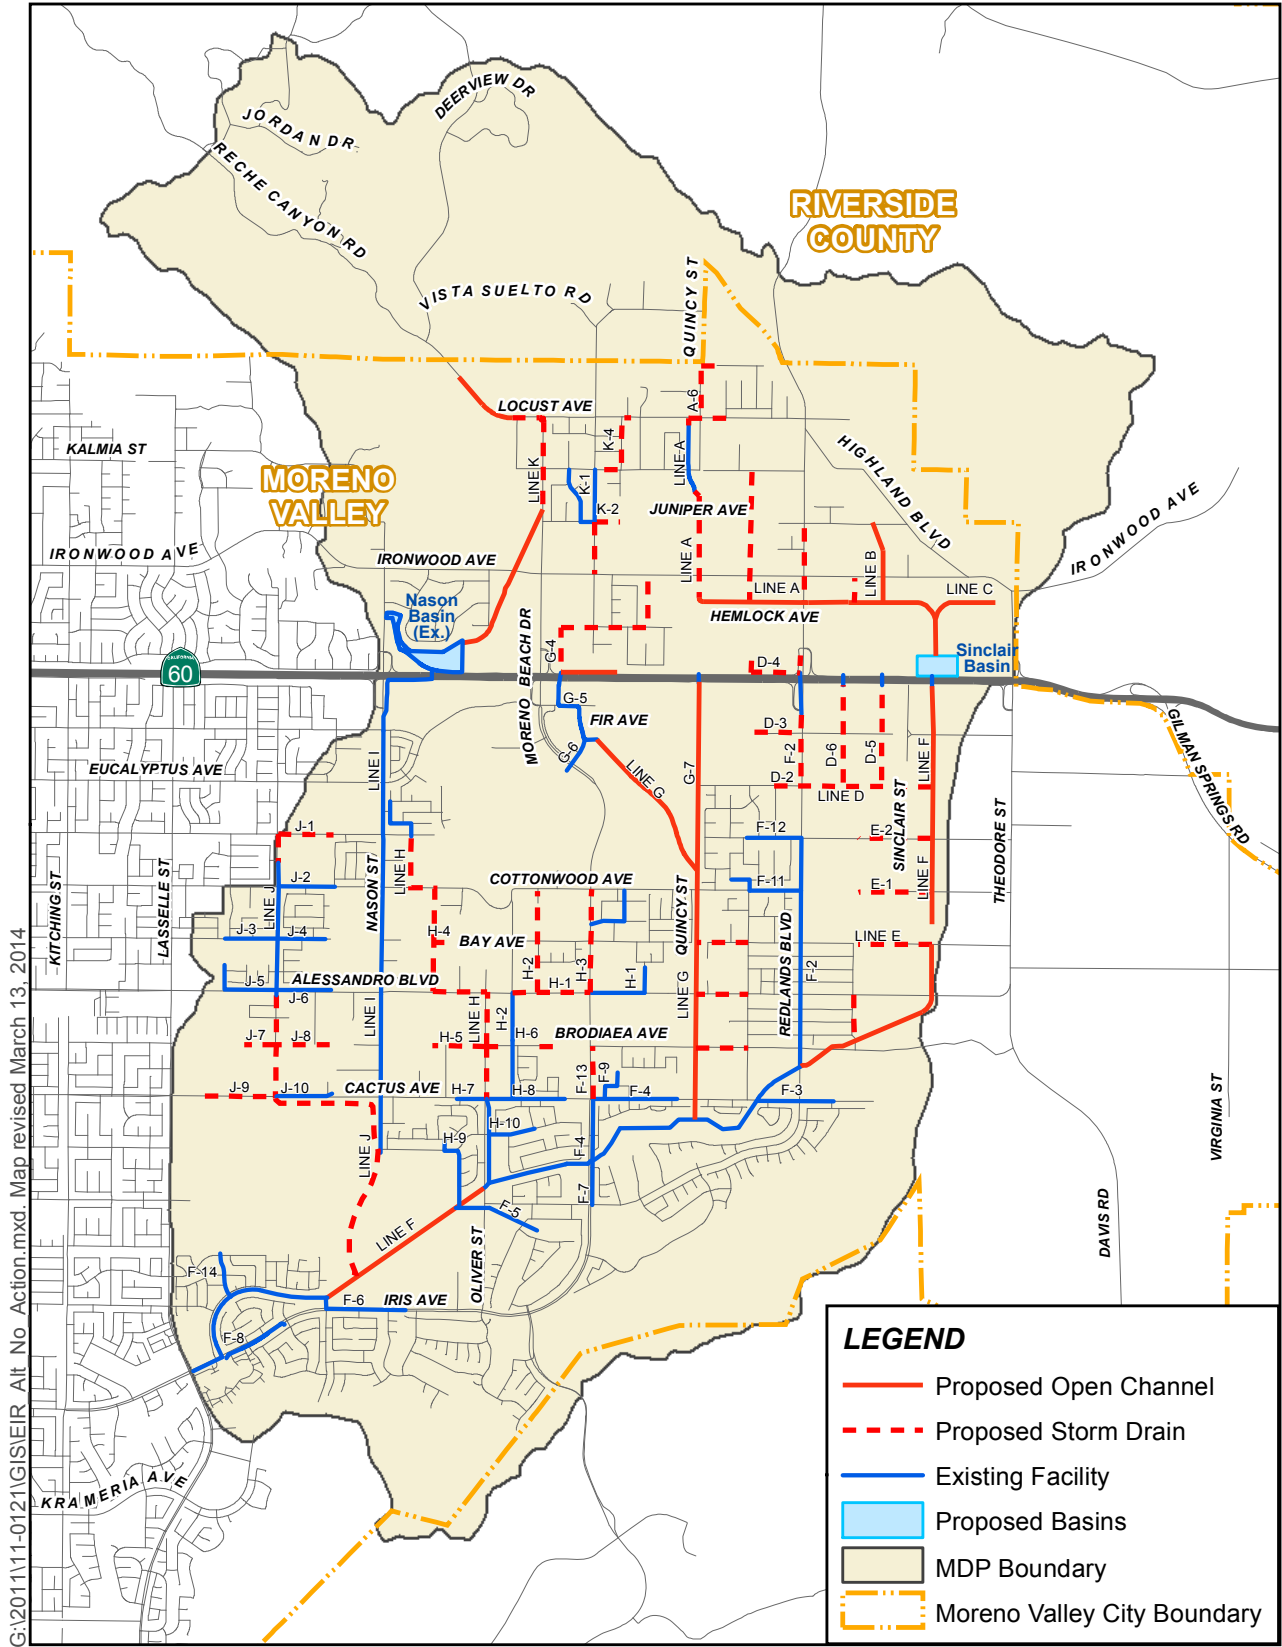 DEERVIEW DR
JORDAN DR
RECHE CANYON RD
RIVERSIDE
COUNTY
VISTA SUELTO RD
QUINCY ST
LOCUST AVE
A-6
K-4
KALMIA ST
HIGHLAND BLVD
MORENO
VALLEY
LINE K
K-1
LINE A
K-2
JUNIPER AVE
IRONWOOD AVE
IRONWOOD AVE
IRONWOOD AVE
LINE A
LINE B
LINE A
LINE C
Nason
Basin
(Ex.)
HEMLOCK AVE
MORENO BEACH DR
G-4
CALIFORNIA
60
D-4
Sinclair
Basin
G-5
FIR AVE
GILMAN SPRINGS RD
D-3
F-2
D-6
D-5
LINE F
G-6
LINE I
LINE G
G-7
EUCALYPTUS AVE
D-2
LINE D
SINCLAIR ST
THEODORE ST
J-1
F-12
E-2
LINE H
NASON ST
LASSELLE ST
KITCHING ST
J-2
LINE J
COTTONWOOD AVE
F-11
E-1
LINE F
QUINCY ST
REDLANDS BLVD
J-3
J-4
H-4
BAY AVE
LINE E
H-2
H-3
H-1
F-2
J-5
ALESSANDRO BLVD
H-1
LINE G
J-6
LINE I
LINE H
H-2
J-7
J-8
H-5
H-6
BRODIAEA AVE
F-13
F-9
J-9
J-10
CACTUS AVE
H-7
H-8
F-4
F-3
H-10
H-9
F-4
LINE J
F-7
VIRGINIA ST
DAVIS RD
F-5
LINE F
OLIVER ST
F-14
F-6
IRIS AVE
F-8
KRAMERIA AVE
LEGEND
Proposed Open Channel
Proposed Storm Drain
Existing Facility
Proposed Basins
MDP Boundary
Moreno Valley City Boundary
G:\2011\11-0121\GIS\EIR_Alt_No_Action.mxd. Map revised March 13, 2014